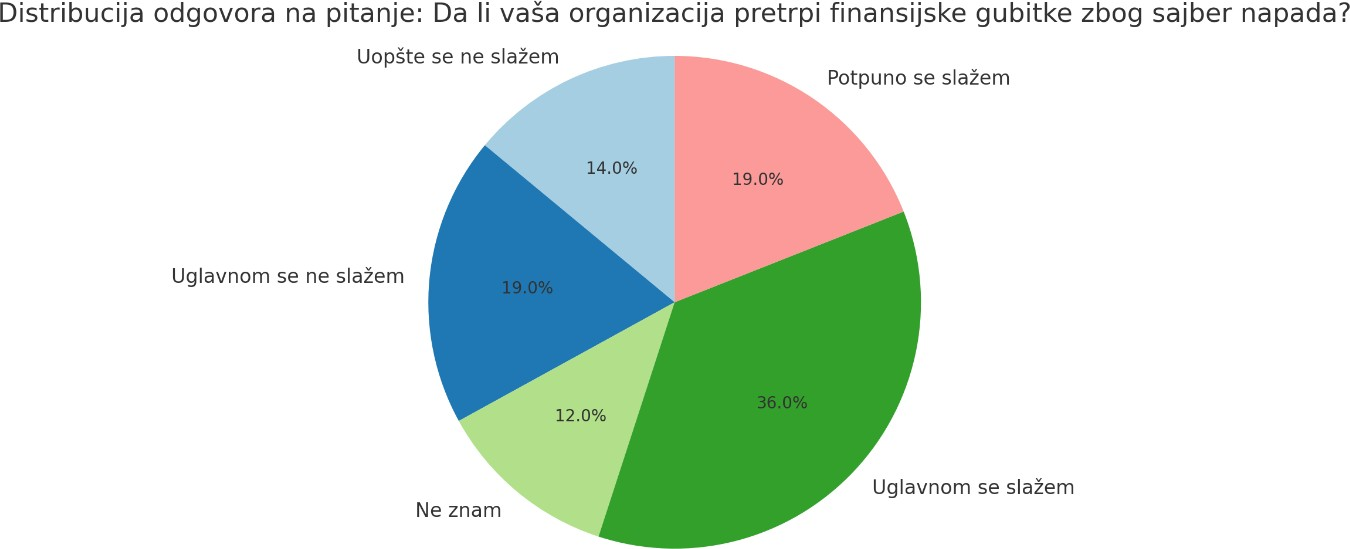 Distribucija odgovora na pitanje: Da li vaša organizacija pretrpi finansijske gubitke zbog sajber napada?
Uopšte se ne slažem
Potpuno se slažem
14.0%
19.0%
Uglavnom se ne slažem
19.0%
36.0%
12.0%
Uglavnom se slažem
Ne znam